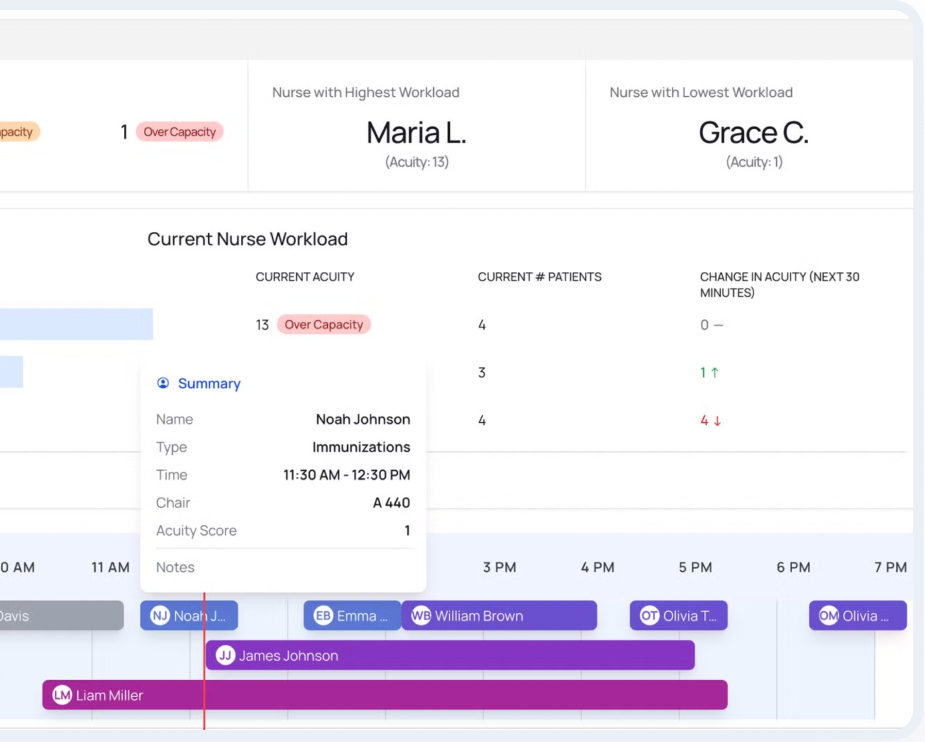 pacity
1 Over Capacity
Nurse with Highest Workload
Maria L.
(Acuity: 13)
Nurse with Lowest Workload
Grace C.
(Acuity: 1)
Current Nurse Workload
CURRENT ACUITY
CURRENT # PATIENTS
CHANGE IN ACUITY (NEXT 30
MINUTES)
13 Over Capacity
4
0 —
3
1 ↑
4
4 ↓
Summary
Name Noah Johnson
Type Immunizations
Time 11:30 AM - 12:30 PM
Chair A 440
Acuity Score 1
Notes
0 AM 11 AM 3 PM 4 PM 5 PM 6 PM 7 PM
Davis NJ Noah J... EB Emma ... WB William Brown OT Olivia T... OM Olivia ...
JJ James Johnson
LM Liam Miller